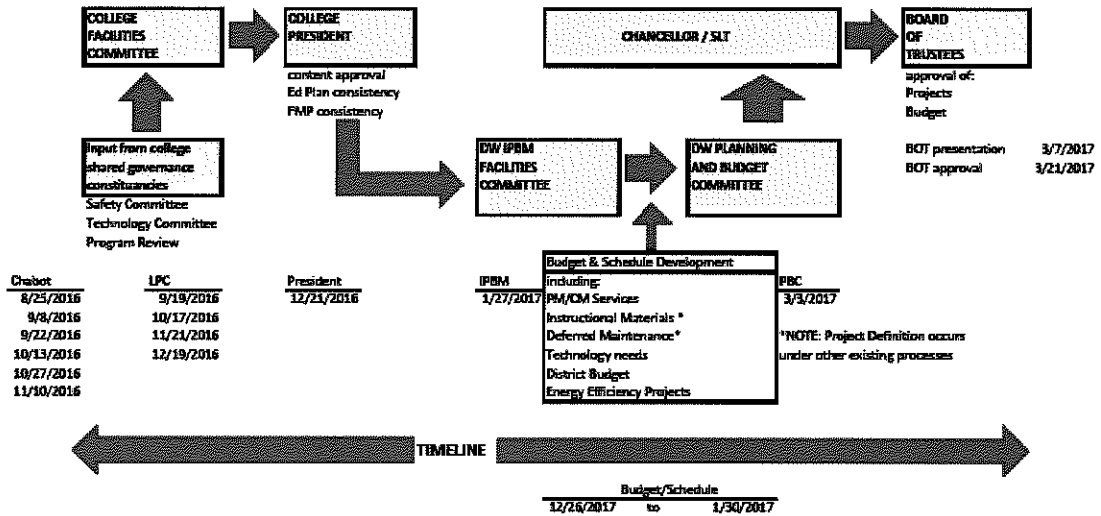 COLLEGE
FACILITIES
COMMITTEE
COLLEGE
PRESIDENT
content approval
Ed Plan consistency
FMP consistency
CHANCELLOR / SLT
BOARD
OF
TRUSTEES
approval of:
Projects
Budget
BOT presentation 3/7/2017
BOT approval 3/21/2017
Input from college
shared governance
constituancies
Safety Committee
Technology Committee
Program Review
DW IPBM
FACILITIES
COMMITTEE
DW PLANNING
AND BUDGET
COMMITTEE
Chabot
8/25/2016
9/8/2016
9/22/2016
10/13/2016
10/27/2016
11/10/2016
LPC
9/19/2016
10/17/2016
11/21/2016
12/19/2016
President
12/21/2016
IPBM
1/27/2017
Budget & Schedule Development
including:
PM/CM Services
Instructional Materials *
Deferred Maintenance*
Technology needs
District Budget
Energy Efficiency Projects
PBC
3/3/2017
*NOTE: Project Definition occurs
under other existing processes
TIMELINE
Budget/Schedule
12/26/2017 to 1/30/2017